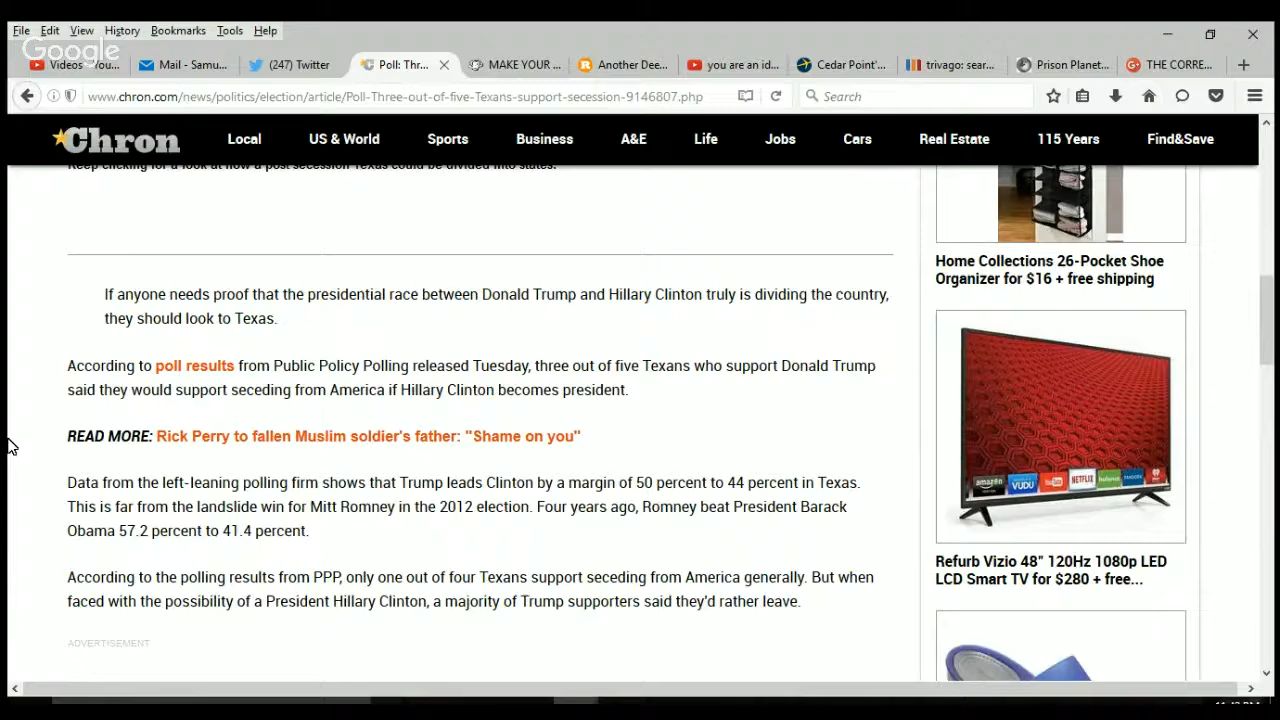 File Edit View History Bookmarks Tools Help
Google
Videos - You... Mail - Samu... (247) Twitter Poll: Thr... MAKE YOUR ... Another Dee... you are an id... Cedar Point'... trivago: sear... Prison Planet... THE CORRE...
www.chron.com/news/politics/election/article/Poll-Three-out-of-five-Texans-support-secession-9146807.php Search
Chron Local US & World Sports Business A&E Life Jobs Cars Real Estate 115 Years Find&Save
Keep clicking for a look at how a post secession Texas could be divided into states.
If anyone needs proof that the presidential race between Donald Trump and Hillary Clinton truly is dividing the country,
they should look to Texas.
According to poll results from Public Policy Polling released Tuesday, three out of five Texans who support Donald Trump
said they would support seceding from America if Hillary Clinton becomes president.
READ MORE: Rick Perry to fallen Muslim soldier's father: "Shame on you"
Data from the left-leaning polling firm shows that Trump leads Clinton by a margin of 50 percent to 44 percent in Texas.
This is far from the landslide win for Mitt Romney in the 2012 election. Four years ago, Romney beat President Barack
Obama 57.2 percent to 41.4 percent.
According to the polling results from PPP, only one out of four Texans support seceding from America generally. But when
faced with the possibility of a President Hillary Clinton, a majority of Trump supporters said they'd rather leave.
ADVERTISEMENT
Home Collections 26-Pocket Shoe
Organizer for $16 + free shipping
amazon VUDU You NETFLIX
Refurb Vizio 48" 120Hz 1080p LED
LCD Smart TV for $280 + free...